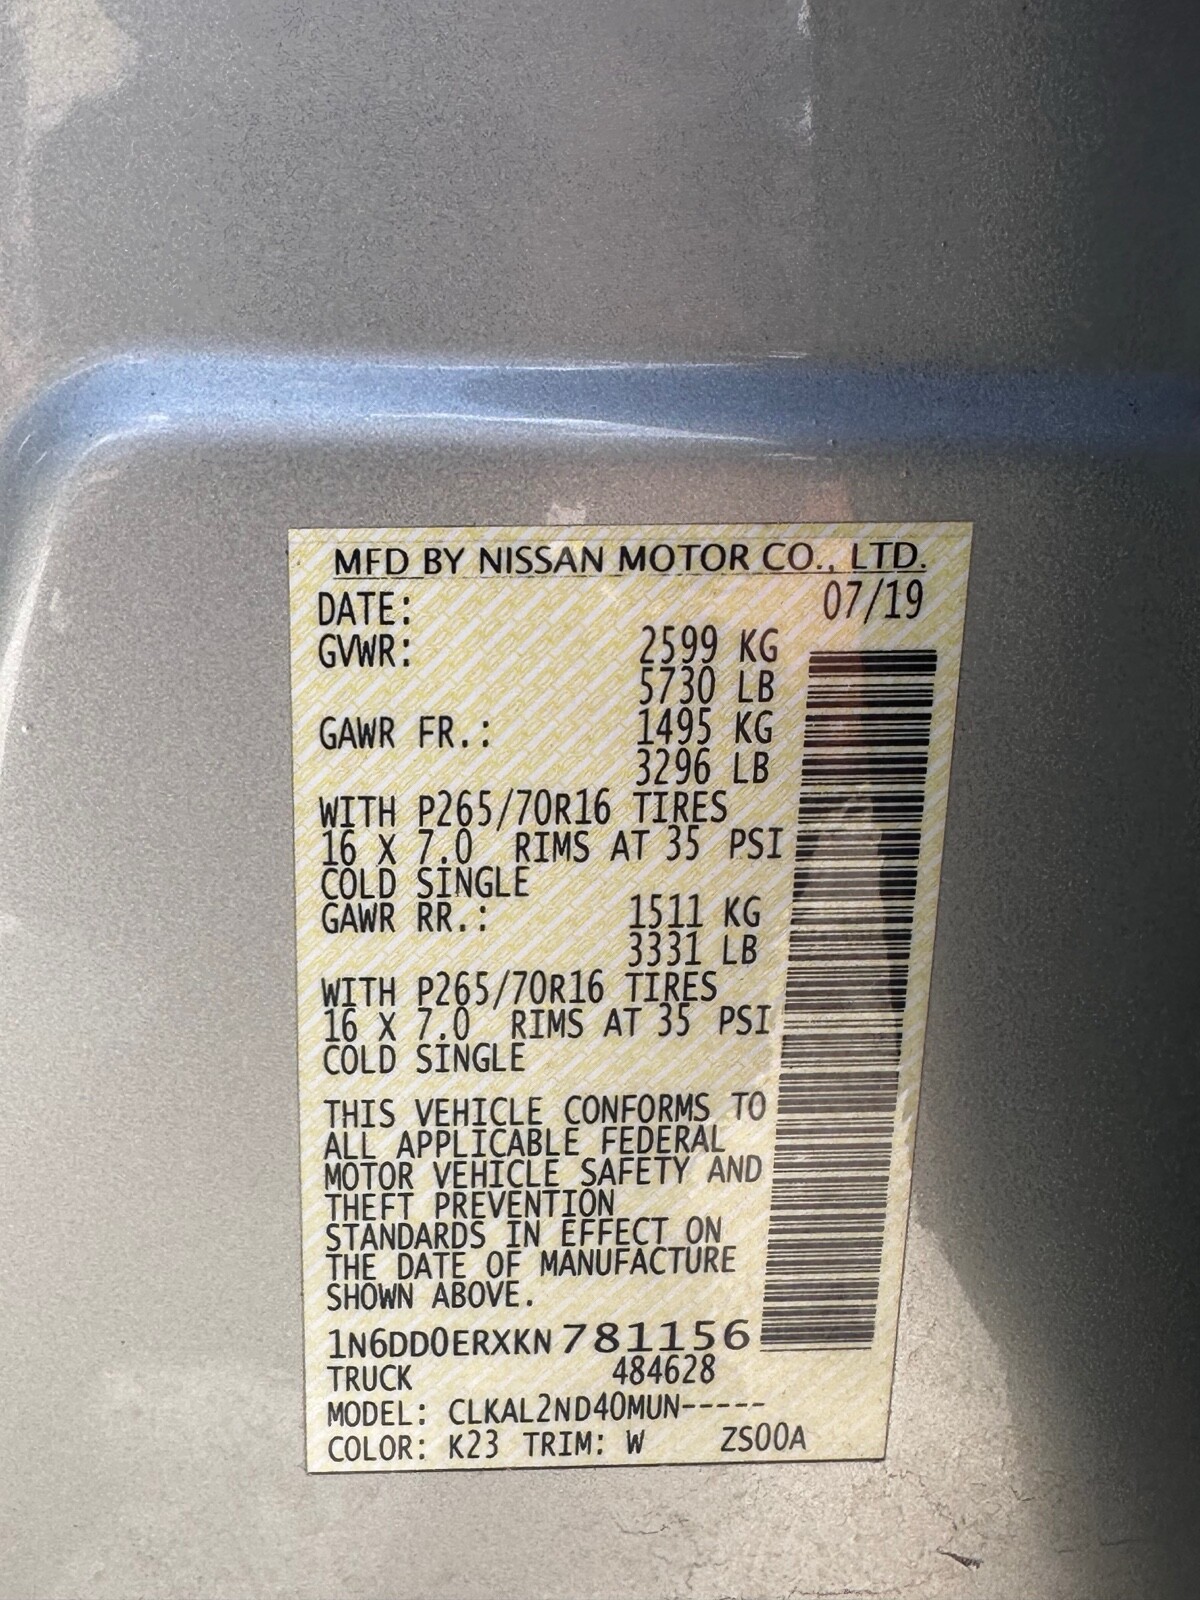 MFD BY NISSAN MOTOR CO., LTD.
DATE: 07/19
GVWR: 2599 KG
5730 LB
GAWR FR.: 1495 KG
3296 LB
WITH P265/70R16 TIRES
16 X 7.0 RIMS AT 35 PSI
COLD SINGLE
GAWR RR.: 1511 KG
3331 LB
WITH P265/70R16 TIRES
16 X 7.0 RIMS AT 35 PSI
COLD SINGLE
THIS VEHICLE CONFORMS TO
ALL APPLICABLE FEDERAL
MOTOR VEHICLE SAFETY AND
THEFT PREVENTION
STANDARDS IN EFFECT ON
THE DATE OF MANUFACTURE
SHOWN ABOVE.
1N6DD0ERXKN781156
TRUCK 484628
MODEL: CLKAL2ND40MUN-----
COLOR: K23 TRIM: W ZS00A